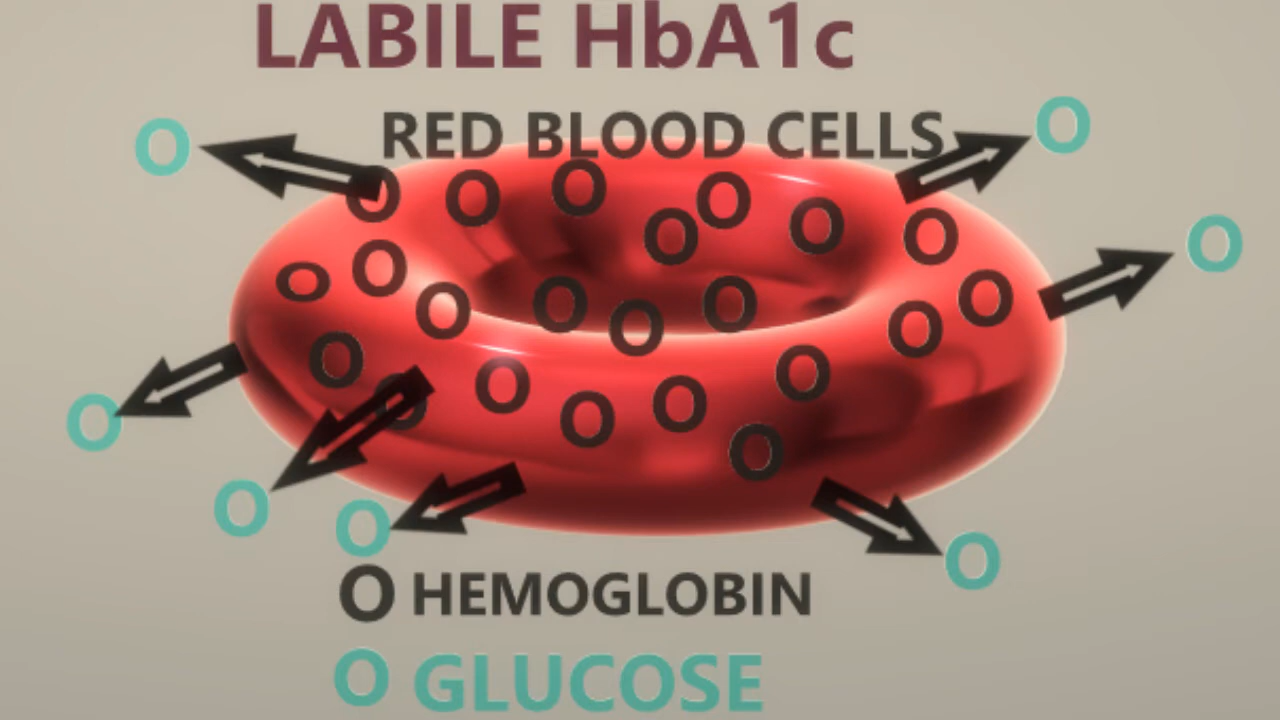 LABILE HbA1c
RED BLOOD CELLS
O HEMOGLOBIN
O GLUCOSE